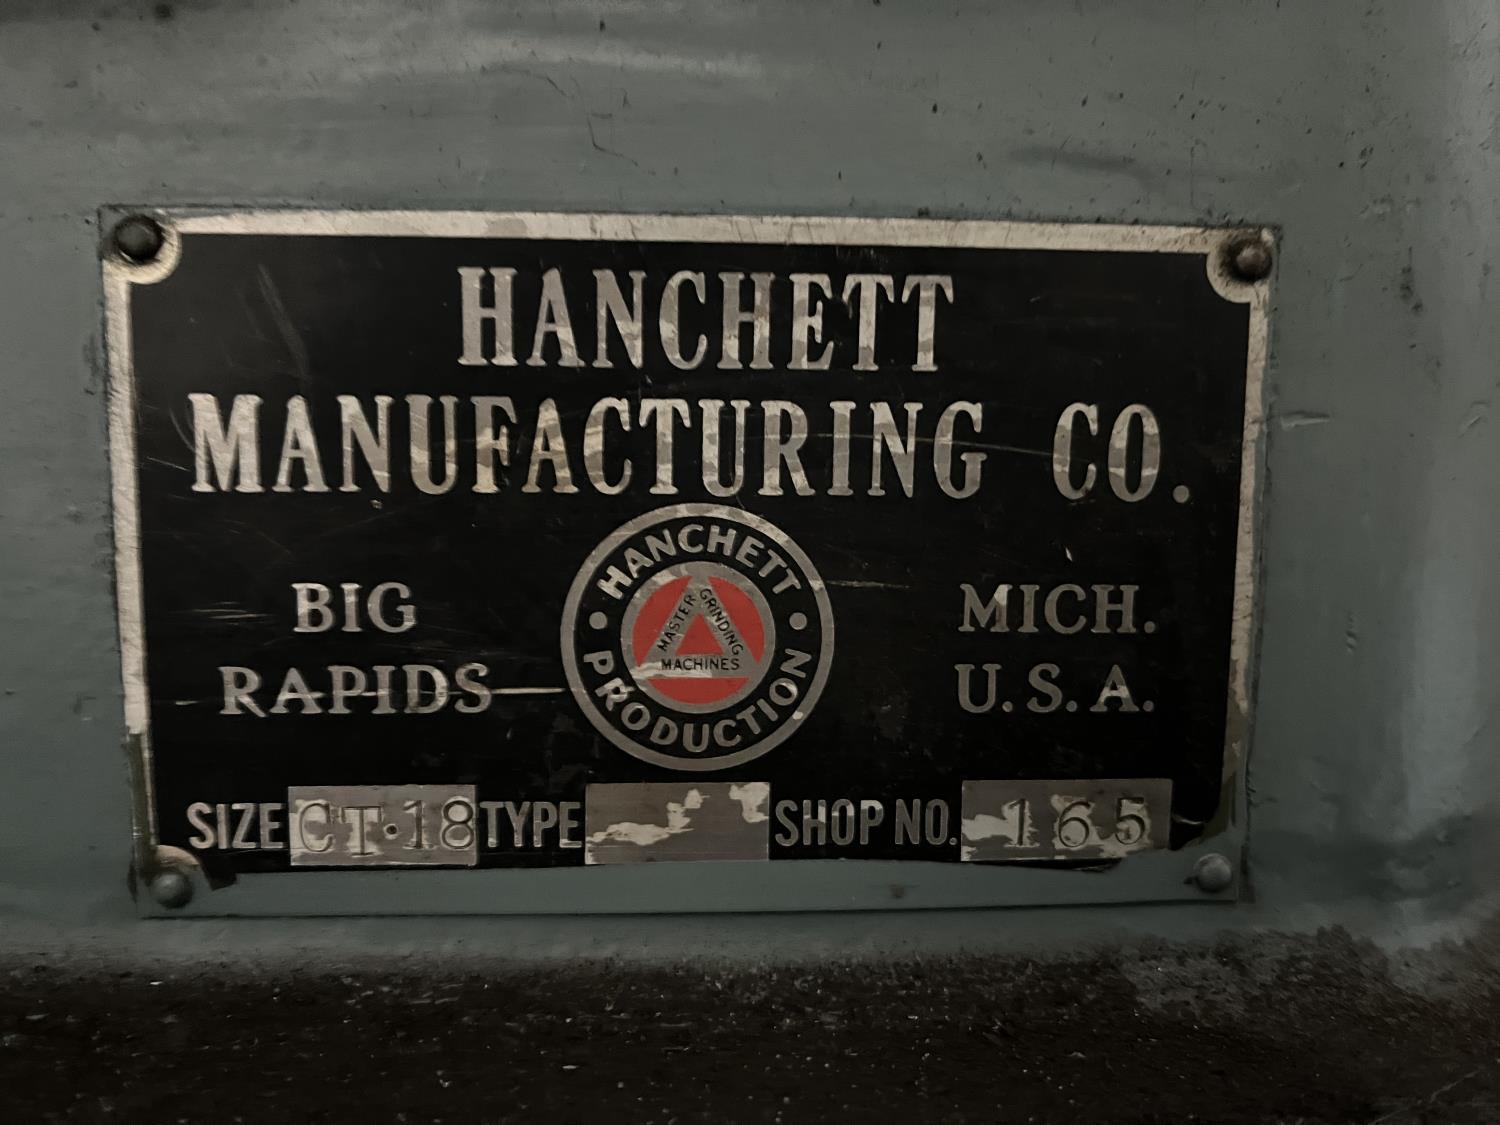 HANCHETT
MANUFACTURING CO.
HANCHETT
PRODUCTION
MASTER GRINDING
MACHINES
BIG
RAPIDS
MICH.
U.S.A.
SIZE CT·18 TYPE SHOP NO. 165